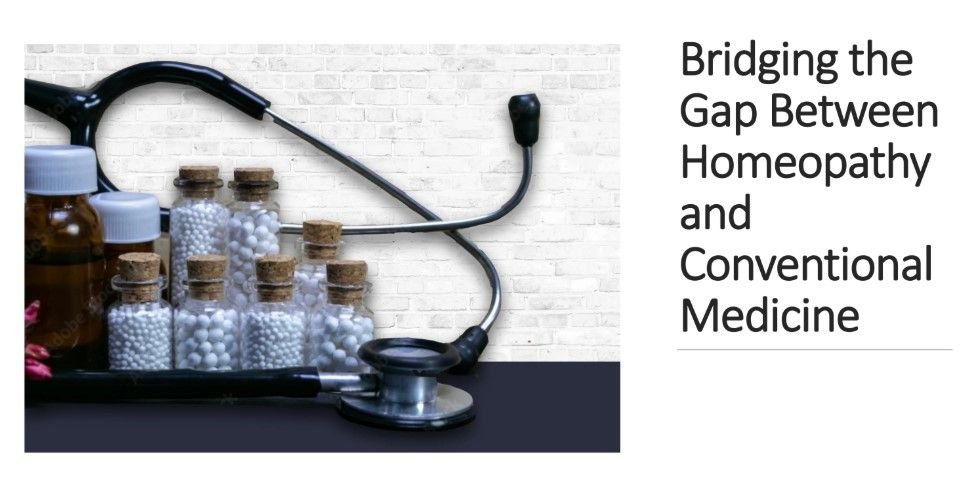 Bridging the
Gap Between
Homeopathy
and
Conventional
Medicine